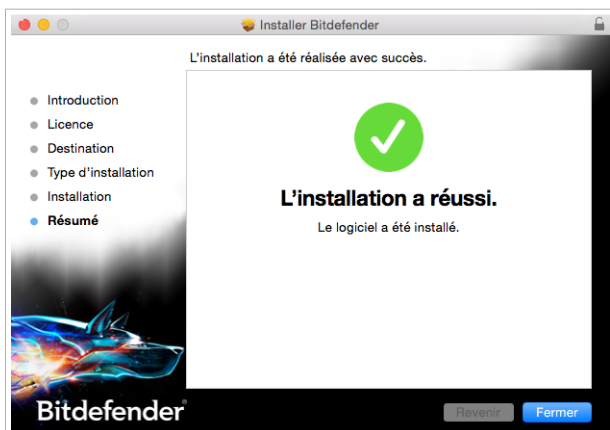 Installer Bitdefender
L'installation a été réalisée avec succès.
Introduction
Licence
Destination
Type d'installation
Installation
Résumé
L'installation a réussi.
Le logiciel a été installé.
Bitdefender®
Revenir
Fermer